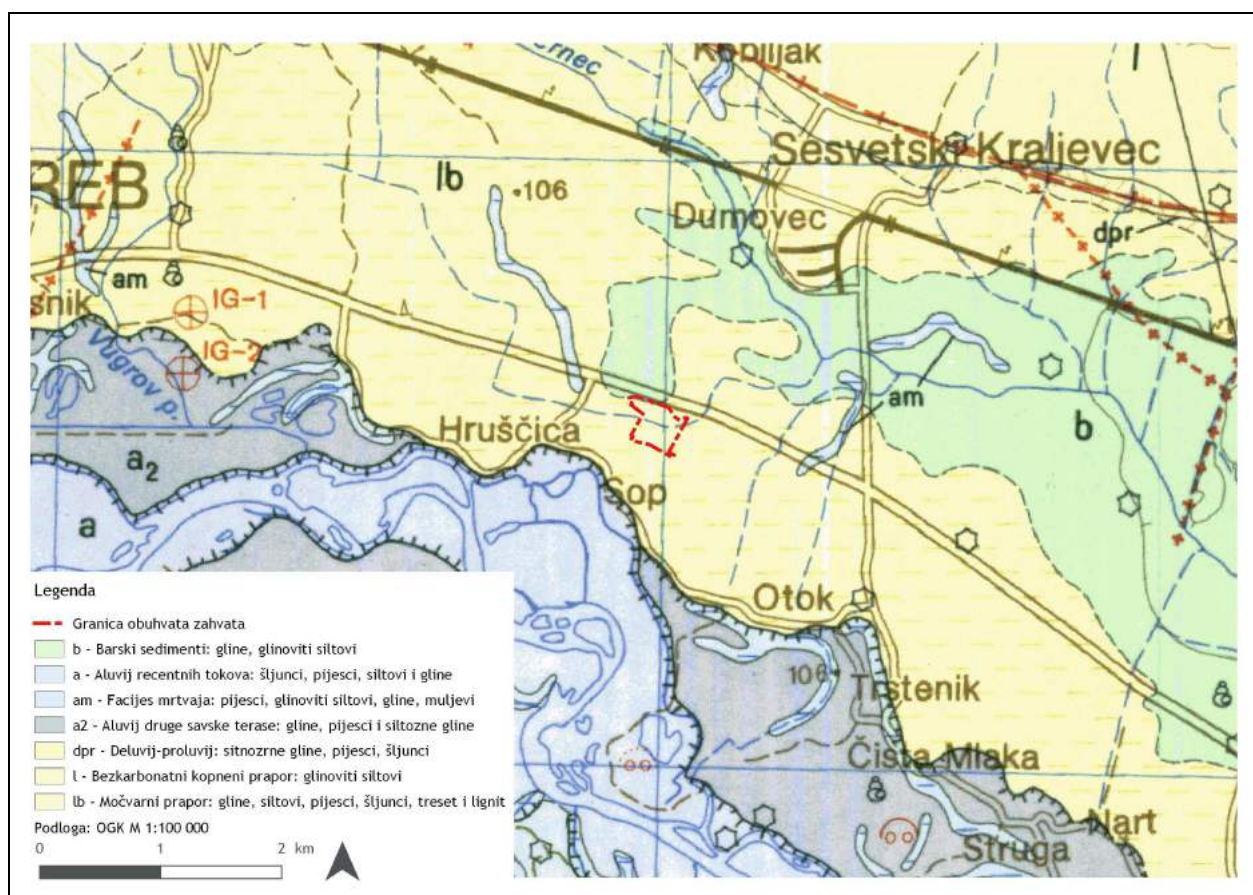 Kobiljak
rnec
l
Sesvetski Kraljevec
REB
lb
106
Dumovec
dpr
am
IG-1
snik
IG-2
Vugrov p.
am
Hruščica
b
a2
Sop
a
Otok
106
Trstenik
Čista Mlaka
Nart
Struga
Legenda
Granica obuhvata zahvata
b - Barski sedimenti: gline, glinoviti siltovi
a - Aluvij recentnih tokova: šljunci, pijesci, siltovi i gline
am - Facijes mrtvaja: pijesci, glinoviti siltovi, gline, muljevi
a2 - Aluvij druge savske terase: gline, pijesci i siltozne gline
dpr - Deluvij-proluvij: sitnozrne gline, pijesci, šljunci
l - Bezkarbonatni kopneni prapor: glinoviti siltovi
lb - Močvarni prapor: gline, siltovi, pijesci, šljunci, treset i lignit
Podloga: OGK M 1:100 000
0 1 2 km